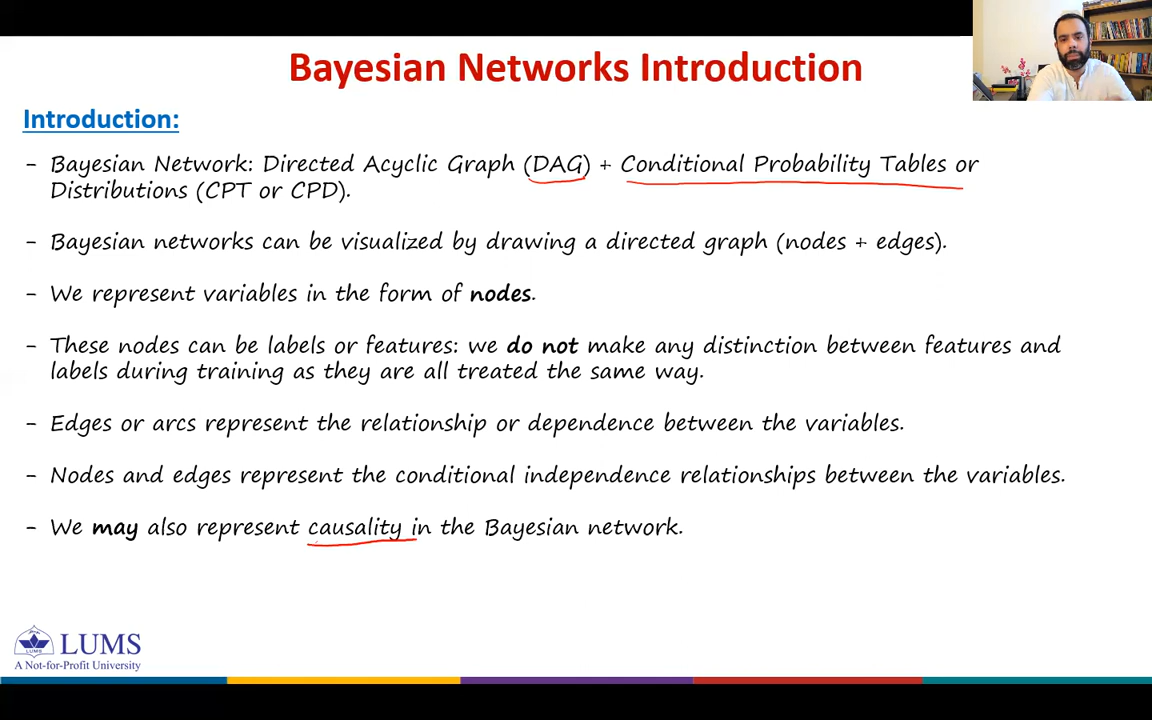 Bayesian Networks Introduction
Introduction:
- Bayesian Network: Directed Acyclic Graph (DAG) + Conditional Probability Tables or
Distributions (CPT or CPD).
- Bayesian networks can be visualized by drawing a directed graph (nodes + edges).
- We represent variables in the form of nodes.
- These nodes can be labels or features: we do not make any distinction between features and
labels during training as they are all treated the same way.
- Edges or arcs represent the relationship or dependence between the variables.
- Nodes and edges represent the conditional independence relationships between the variables.
- We may also represent causality in the Bayesian network.
LUMS
LUMS
A Not-for-Profit University